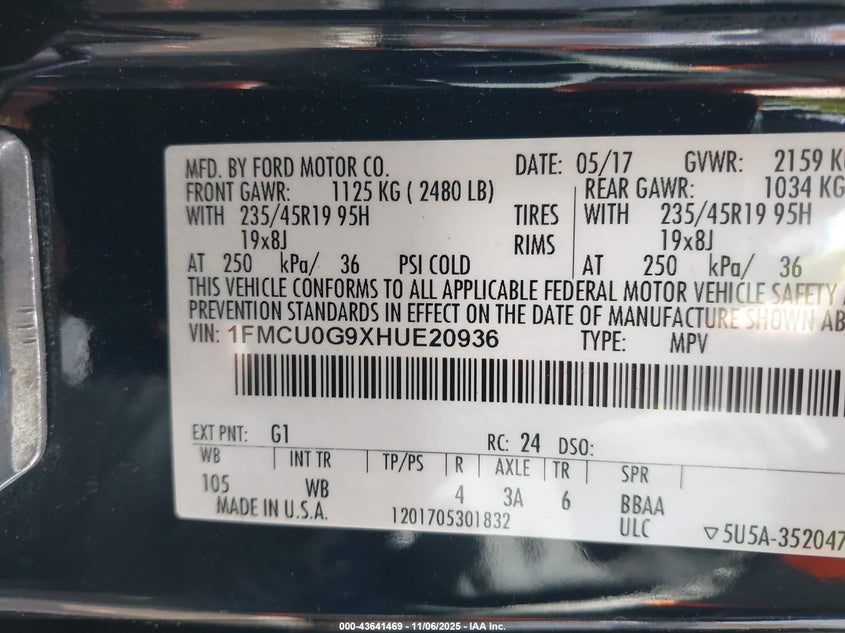 MFD. BY FORD MOTOR CO. DATE: 05/17 GVWR: 2159 KG
FRONT GAWR: 1125 KG ( 2480 LB) REAR GAWR: 1034 KG
WITH 235/45R19 95H TIRES WITH 235/45R19 95H
19x8J RIMS 19x8J
AT 250 kPa/ 36 PSI COLD AT 250 kPa/ 36
THIS VEHICLE CONFORMS TO ALL APPLICABLE FEDERAL MOTOR VEHICLE SAFETY
PREVENTION STANDARDS IN EFFECT ON THE DATE OF MANUFACTURE SHOWN AB
VIN: 1FMCU0G9XHUE20936 TYPE: MPV
EXT PNT: G1 RC: 24 DSO:
WB INT TR TP/PS R AXLE TR SPR
105 WB 4 3A 6 BBAA
MADE IN U.S.A. 1201705301832 ULC ▽5U5A-352047
000-43641469 - 11/06/2025 - IAA Inc.